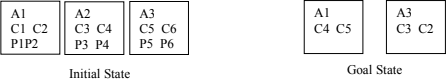 A1
C1 C2
P1P2
A2
C3 C4
P3 P4
A3
C5 C6
P5 P6
Initial State
A1
C4 C5
A3
C3 C2
Goal State